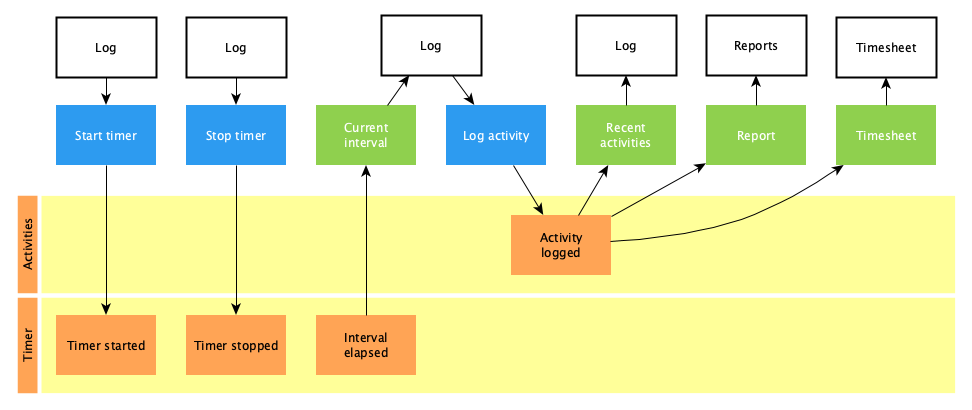 Log
Log
Log
Log
Reports
Timesheet
Start timer
Stop timer
Current
interval
Log activity
Recent
activities
Report
Timesheet
Activities
Activity
logged
Timer
Timer started
Timer stopped
Interval
elapsed